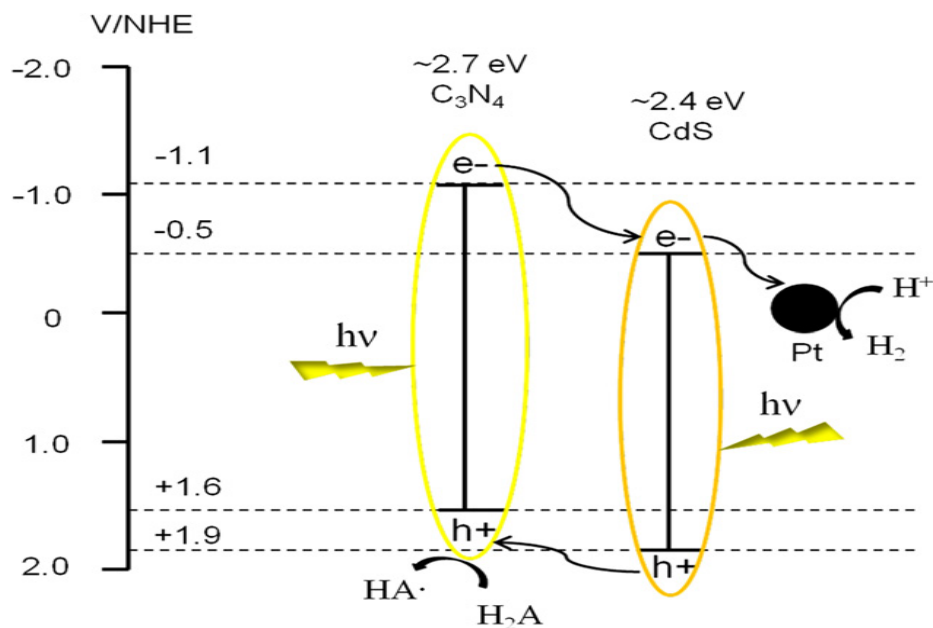 V/NHE
-2.0
~2.7 eV
C₃N₄
~2.4 eV
CdS
-1.1
e-
-1.0
-0.5
e-
H⁺
0
hν
Pt
H₂
hν
1.0
+1.6
h+
+1.9
2.0
h+
HA·
H₂A